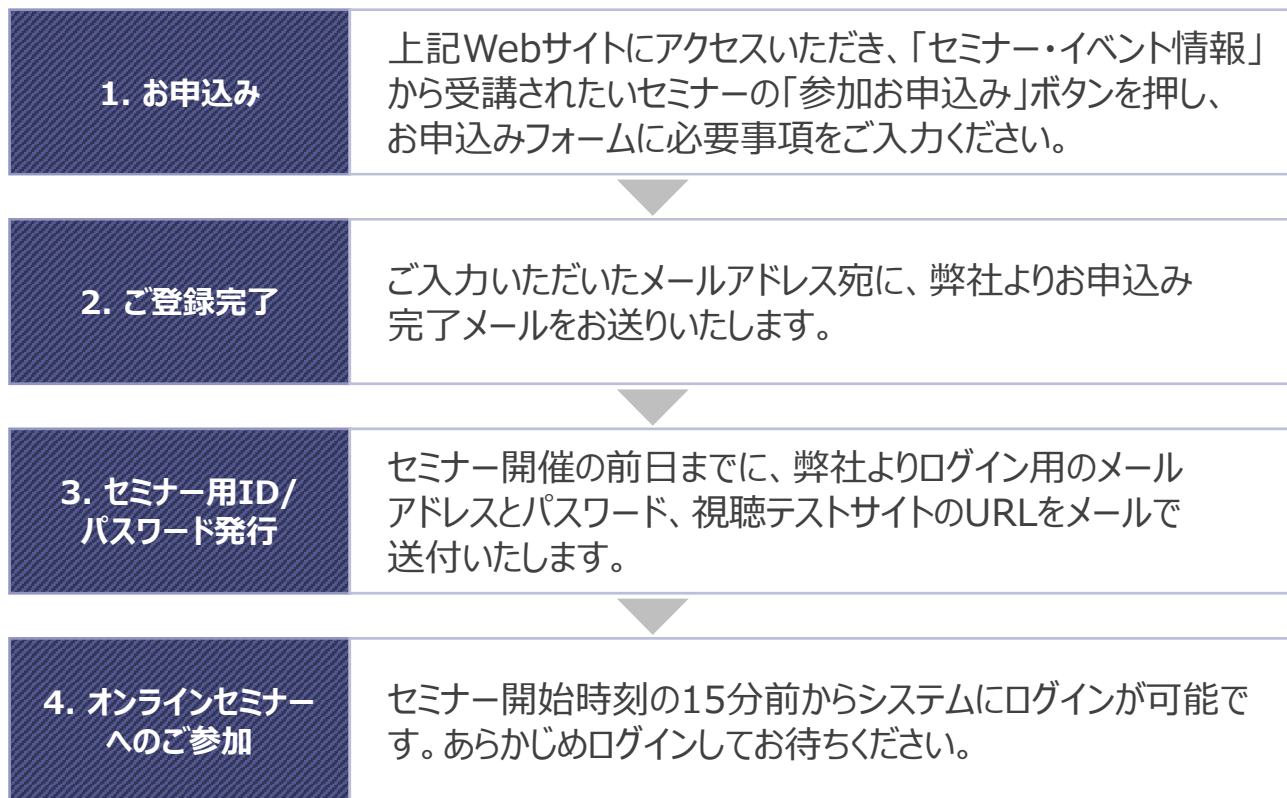 1. お申込み
上記Webサイトにアクセスいただき、「セミナー・イベント情報」
から受講されたいセミナーの「参加お申込み」ボタンを押し、
お申込みフォームに必要事項をご入力ください。
2. ご登録完了
ご入力いただいたメールアドレス宛に、弊社よりお申込み
完了メールをお送りいたします。
3. セミナー用ID/
パスワード発行
セミナー開催の前日までに、弊社よりログイン用のメール
アドレスとパスワード、視聴テストサイトのURLをメールで
送付いたします。
4. オンラインセミナー
へのご参加
セミナー開始時刻の15分前からシステムにログインが可能で
す。あらかじめログインしてお待ちください。